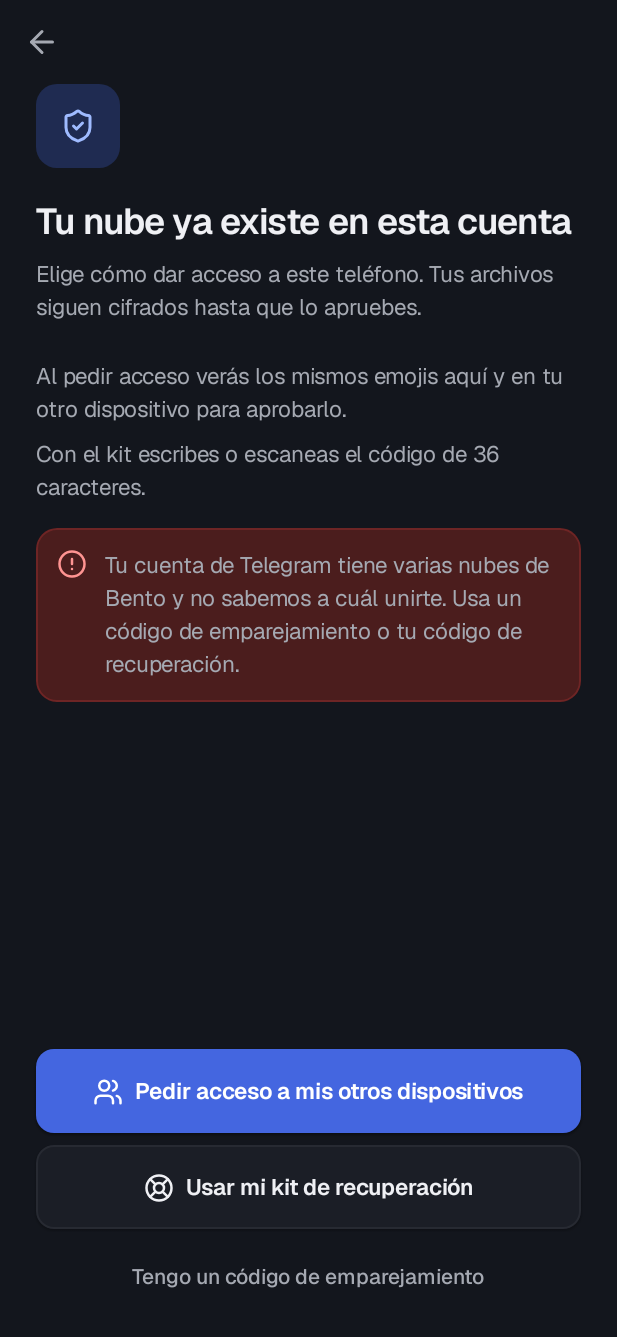 Tu nube ya existe en esta cuenta
Elige cómo dar acceso a este teléfono. Tus archivos
siguen cifrados hasta que lo apruebes.
Al pedir acceso verás los mismos emojis aquí y en tu
otro dispositivo para aprobarlo.
Con el kit escribes o escaneas el código de 36
caracteres.
Tu cuenta de Telegram tiene varias nubes de
Bento y no sabemos a cuál unirte. Usa un
código de emparejamiento o tu código de
recuperación.
Pedir acceso a mis otros dispositivos
Usar mi kit de recuperación
Tengo un código de emparejamiento